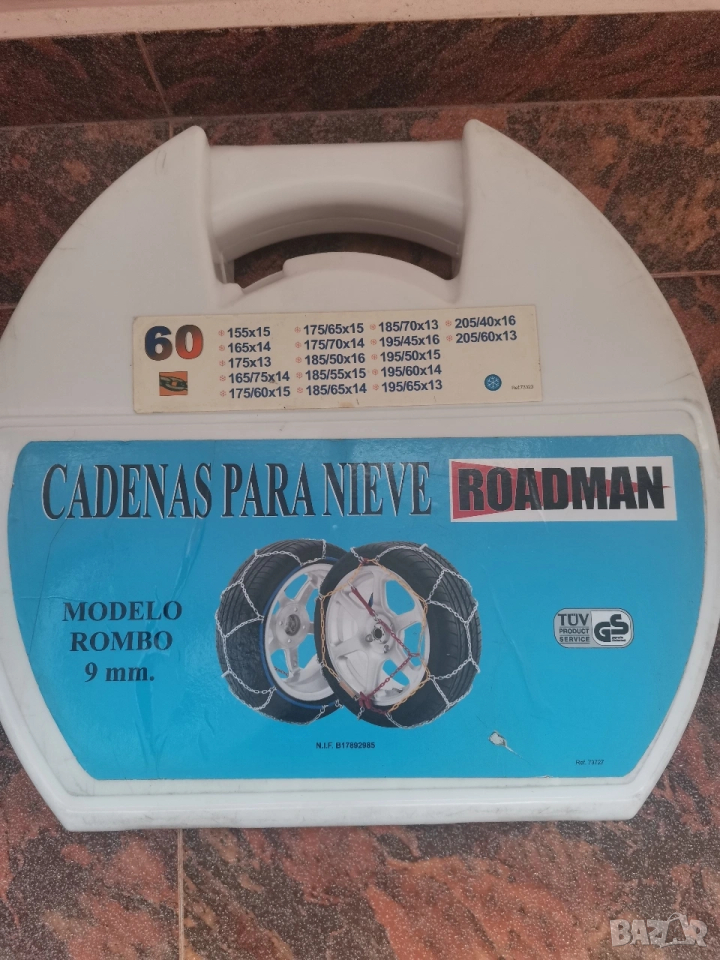 60
155x15
165x14
175x13
165/75x14
175/60x15
175/65x15
175/70x14
185/50x16
185/55x15
185/65x14
185/70x13
195/45x16
195/50x15
195/60x14
195/65x13
205/40x16
205/60x13
CADENAS PARA NIEVE
ROADMAN
MODELO
ROMBO
9 mm.
TÜV
PRODUCT
SERVICE
GS
N.I.F. B17892985
BAZAR